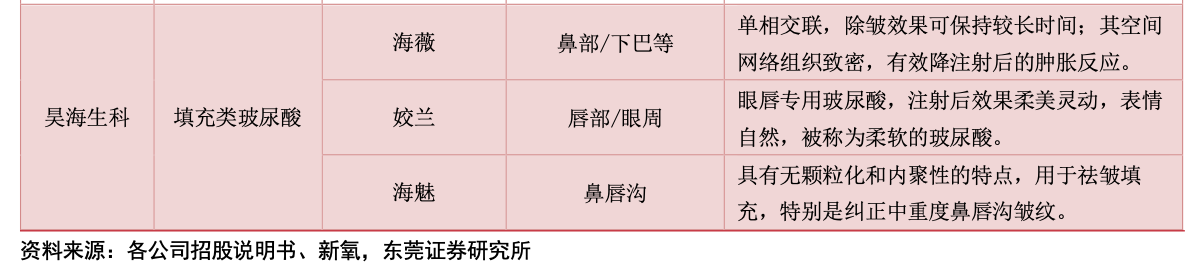 昊海生科
填充类玻尿酸
海薇
鼻部/下巴等
单相交联，除皱效果可保持较长时间；其空间
网络组织致密，有效降注射后的肿胀反应。
姣兰
唇部/眼周
眼唇专用玻尿酸，注射后效果柔美灵动，表情
自然，被称为柔软的玻尿酸。
海魅
鼻唇沟
具有无颗粒化和内聚性的特点，用于祛皱填
充，特别是纠正中重度鼻唇沟皱纹。
资料来源：各公司招股说明书、新氧，东莞证券研究所